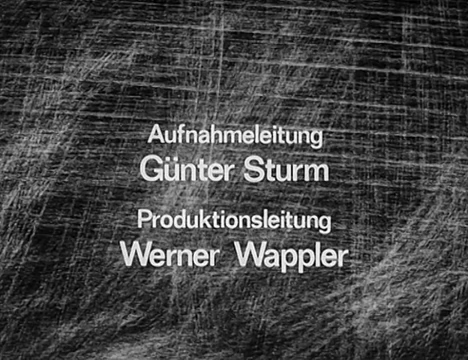 Aufnahmeleitung
Günter Sturm
Produktionsleitung
Werner Wappler